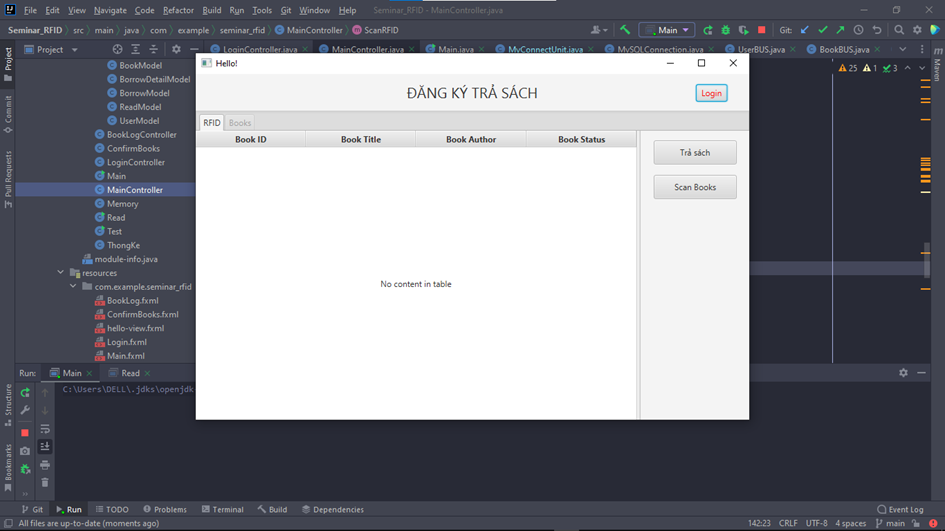 File Edit View Navigate Code Refactor Build Run Tools Git Window Help Seminar_RFID - MainController.java
Seminar_RFID src main java com example seminar_rfid MainController ScanRFID Main Git:
Project LoginController.java MainController.java Main.java MyConnectUnit.java MySQLConnection.java UserBUS.java BookBUS.java
25 1 3
Project
Commit
Pull Requests
Structure
Bookmarks
Maven
BookModel
BorrowDetailModel
BorrowModel
ReadModel
UserModel
BookLogController
ConfirmBooks
LoginController
Main
MainController
Memory
Read
Test
ThongKe
module-info.java
resources
com.example.seminar_rfid
BookLog.fxml
ConfirmBooks.fxml
hello-view.fxml
Login.fxml
Main.fxml
Hello!
ĐĂNG KÝ TRẢ SÁCH
Login
RFID Books
Book ID Book Title Book Author Book Status
Trả sách
Scan Books
No content in table
Run: Main Read
C:\Users\DELL\.jdks\openjdk
Git Run TODO Problems Terminal Build Dependencies Event Log
All files are up-to-date (moments ago) 142:23 CRLF UTF-8 4 spaces main